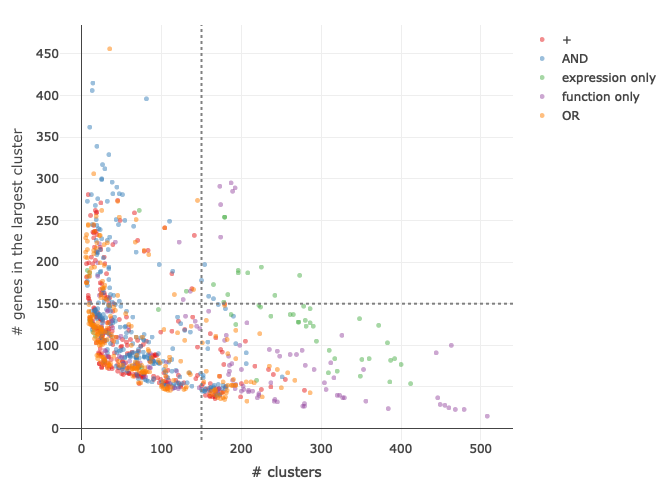 450
400
350
300
250
200
150
100
50
0
# genes in the largest cluster
0 100 200 300 400 500
# clusters
+
AND
expression only
function only
OR